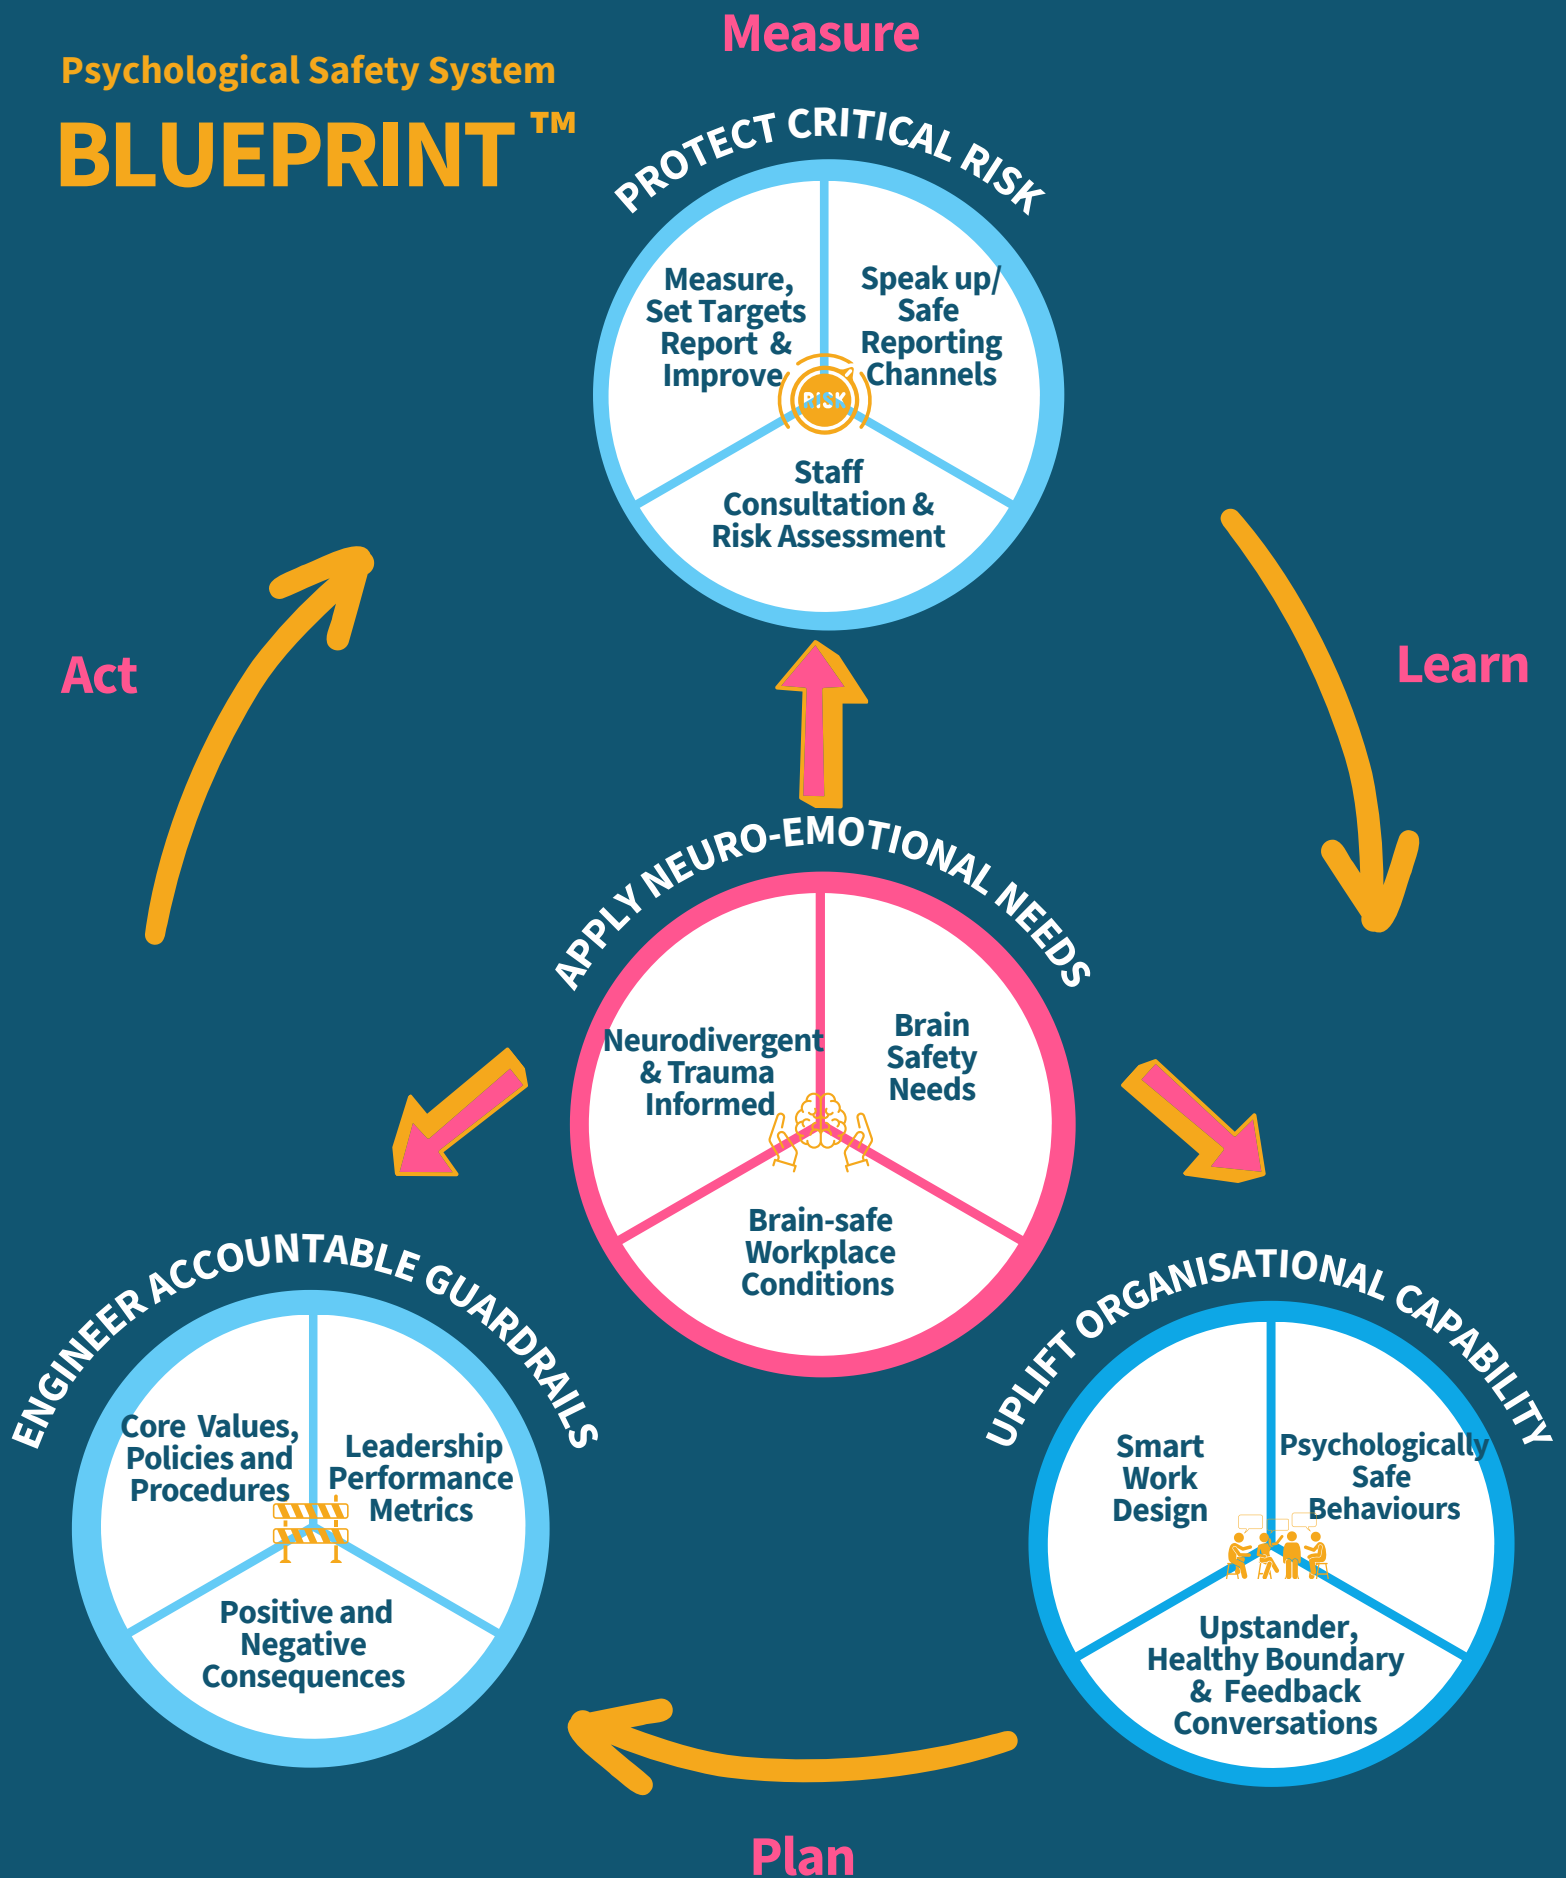 Measure
Psychological Safety System
BLUEPRINT ™
PROTECT CRITICAL RISK
Measure,
Set Targets
Report &
Improve
Speak up/
Safe
Reporting
Channels
RISK
Staff
Consultation &
Risk Assessment
Act
Learn
APPLY NEURO-EMOTIONAL NEEDS
Neurodivergent
& Trauma
Informed
Brain
Safety
Needs
Brain-safe
Workplace
Conditions
ENGINEER ACCOUNTABLE GUARDRAILS
Core Values,
Policies and
Procedures
Leadership
Performance
Metrics
Positive and
Negative
Consequences
UPLIFT ORGANISATIONAL CAPABILITY
Smart
Work
Design
Psychologically
Safe
Behaviours
Upstander,
Healthy Boundary
& Feedback
Conversations
Plan